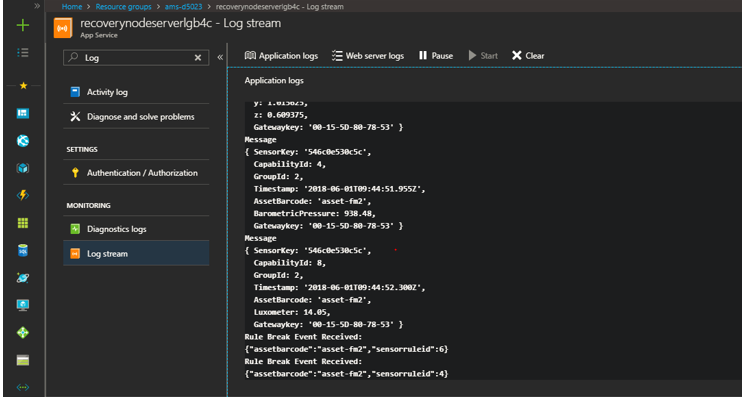 Home > Resource groups > ams-d5023 > recoverynodeserverlgb4c - Log stream
recoverynodeserverlgb4c - Log stream
App Service
Log
Activity log
Diagnose and solve problems
SETTINGS
Authentication / Authorization
MONITORING
Diagnostics logs
Log stream
Application logs
Web server logs
Pause
Start
Clear
Application logs
y: 1.015625,
z: 0.609375,
Gatewaykey: '00-15-5D-80-78-53' }
Message
{ SensorKey: '546c0e530c5c',
CapabilityId: 4,
GroupId: 2,
Timestamp: '2018-06-01T09:44:51.955Z',
AssetBarcode: 'asset-fm2',
BarometricPressure: 938.48,
Gatewaykey: '00-15-5D-80-78-53' }
Message
{ SensorKey: '546c0e530c5c',
CapabilityId: 8,
GroupId: 2,
Timestamp: '2018-06-01T09:44:52.300Z',
AssetBarcode: 'asset-fm2',
Luxometer: 14.05,
Gatewaykey: '00-15-5D-80-78-53' }
Rule Break Event Received:
{"assetbarcode":"asset-fm2","sensorruleid":6}
Rule Break Event Received:
{"assetbarcode":"asset-fm2","sensorruleid":4}